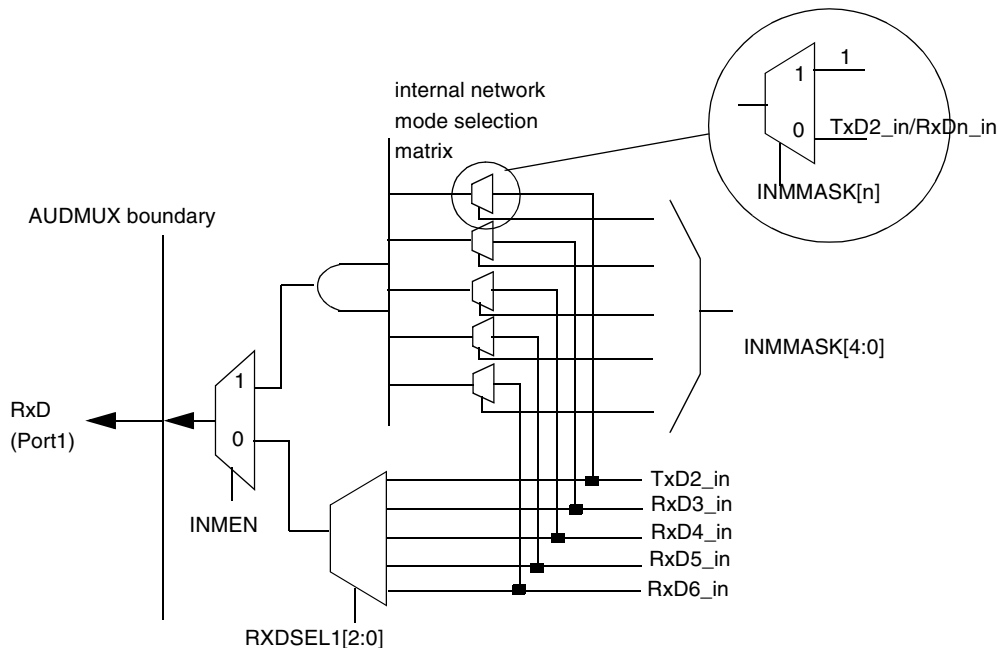 internal network
mode selection
matrix
1
1
0
TxD2_in/RxDn_in
INMMASK[n]
AUDMUX boundary
INMMASK[4:0]
1
0
RxD
(Port1)
INMEN
TxD2_in
RxD3_in
RxD4_in
RxD5_in
RxD6_in
RXDSEL1[2:0]